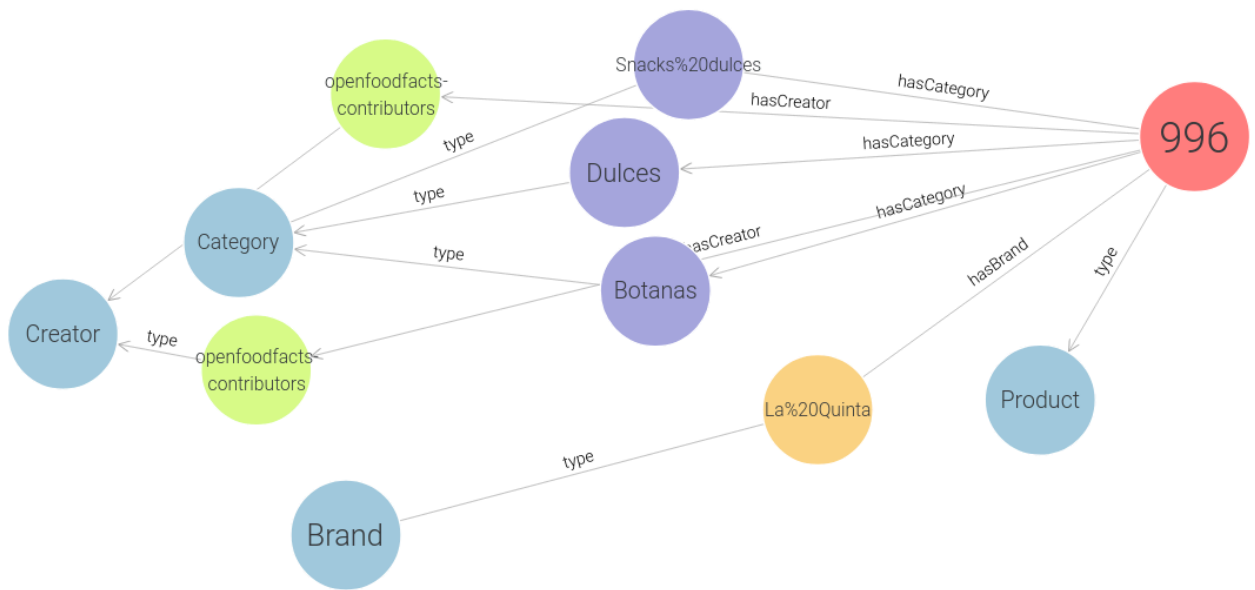 Snacks%20dulces
openfoodfacts-
contributors
hasCategory
hasCreator
996
type
hasCategory
Dulces
type
hasCategory
Category
hasCreator
type
hasBrand
type
Botanas
Creator
type
openfoodfacts-
contributors
La%20Quinta
Product
type
Brand